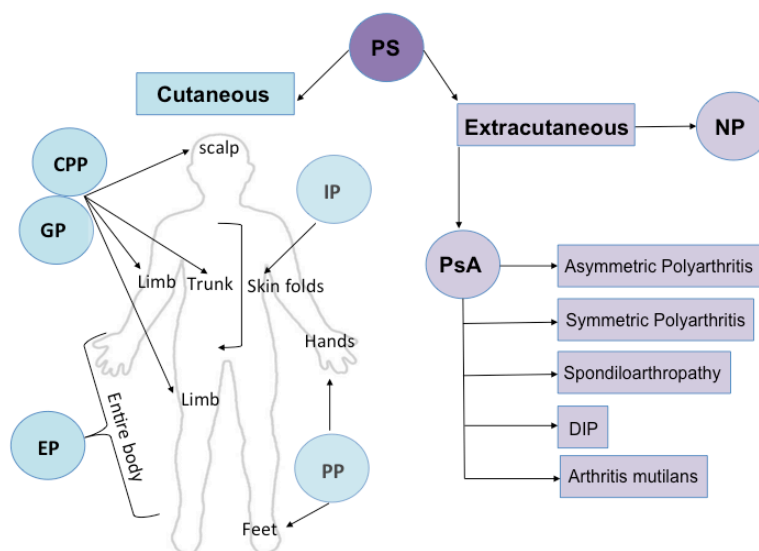 PS
Cutaneous
Extracutaneous
NP
CPP
GP
scalp
IP
Limb
Trunk
Skin folds
Hands
Limb
EP
Entire body
PP
Feet
PsA
Asymmetric Polyarthritis
Symmetric Polyarthritis
Spondiloarthropathy
DIP
Arthritis mutilans